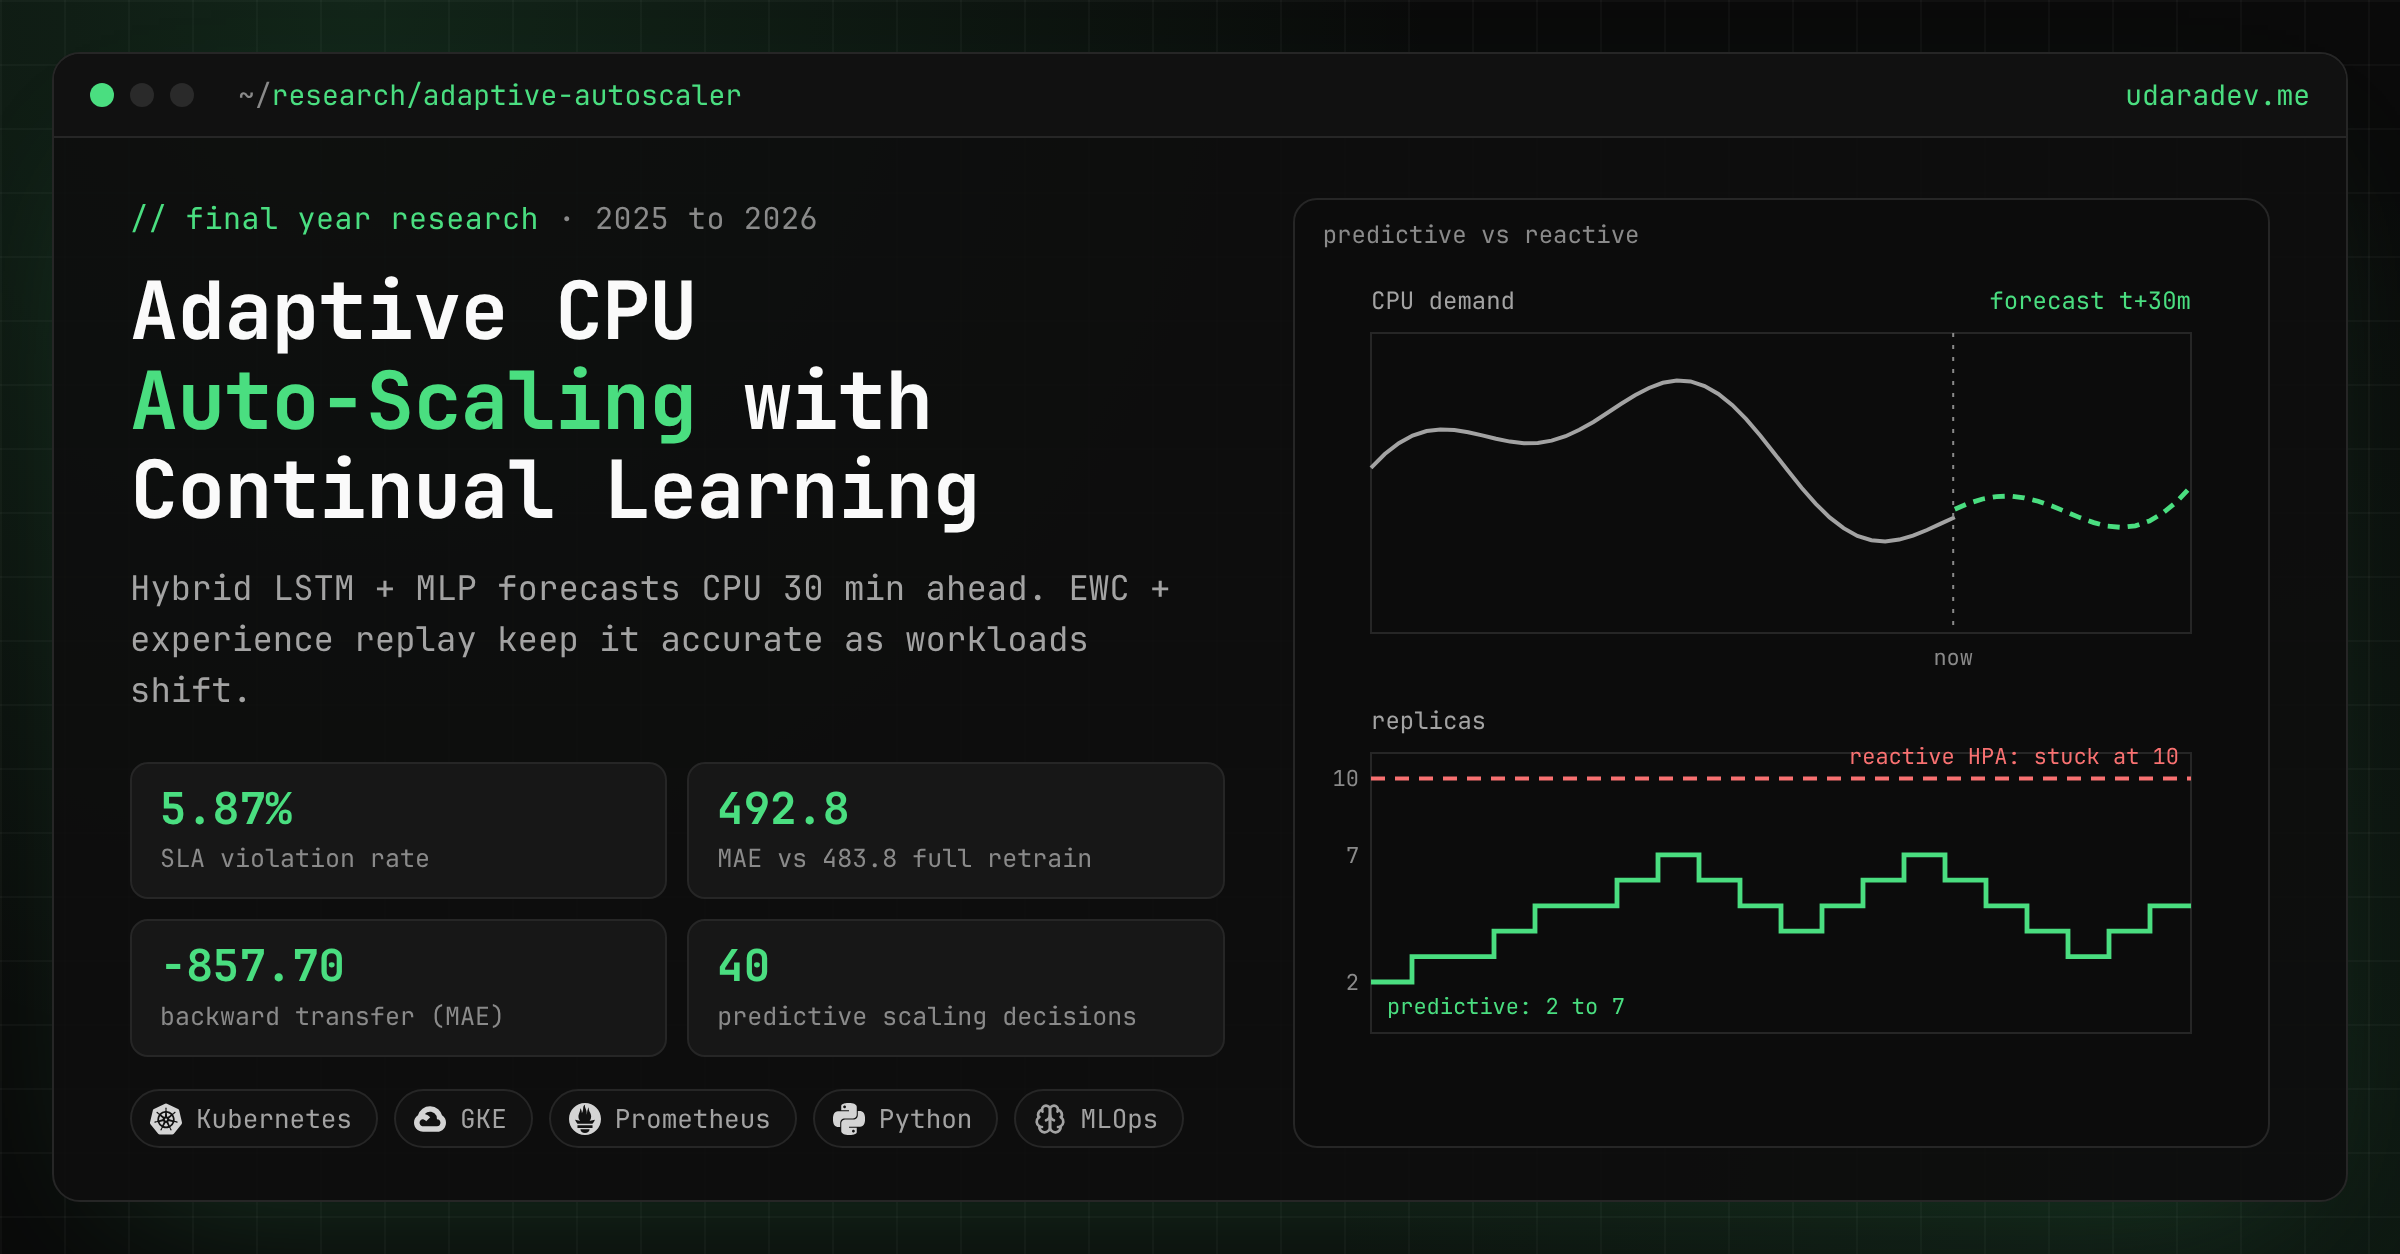 ~/research/adaptive-autoscaler
udaradev.me
// final year research · 2025 to 2026
Adaptive CPU
Auto-Scaling with
Continual Learning
Hybrid LSTM + MLP forecasts CPU 30 min ahead. EWC +
experience replay keep it accurate as workloads
shift.
5.87%
SLA violation rate
492.8
MAE vs 483.8 full retrain
-857.70
backward transfer (MAE)
40
predictive scaling decisions
Kubernetes
GKE
Prometheus
Python
MLOps
predictive vs reactive
CPU demand
forecast t+30m
now
replicas
reactive HPA: stuck at 10
10
7
2
predictive: 2 to 7